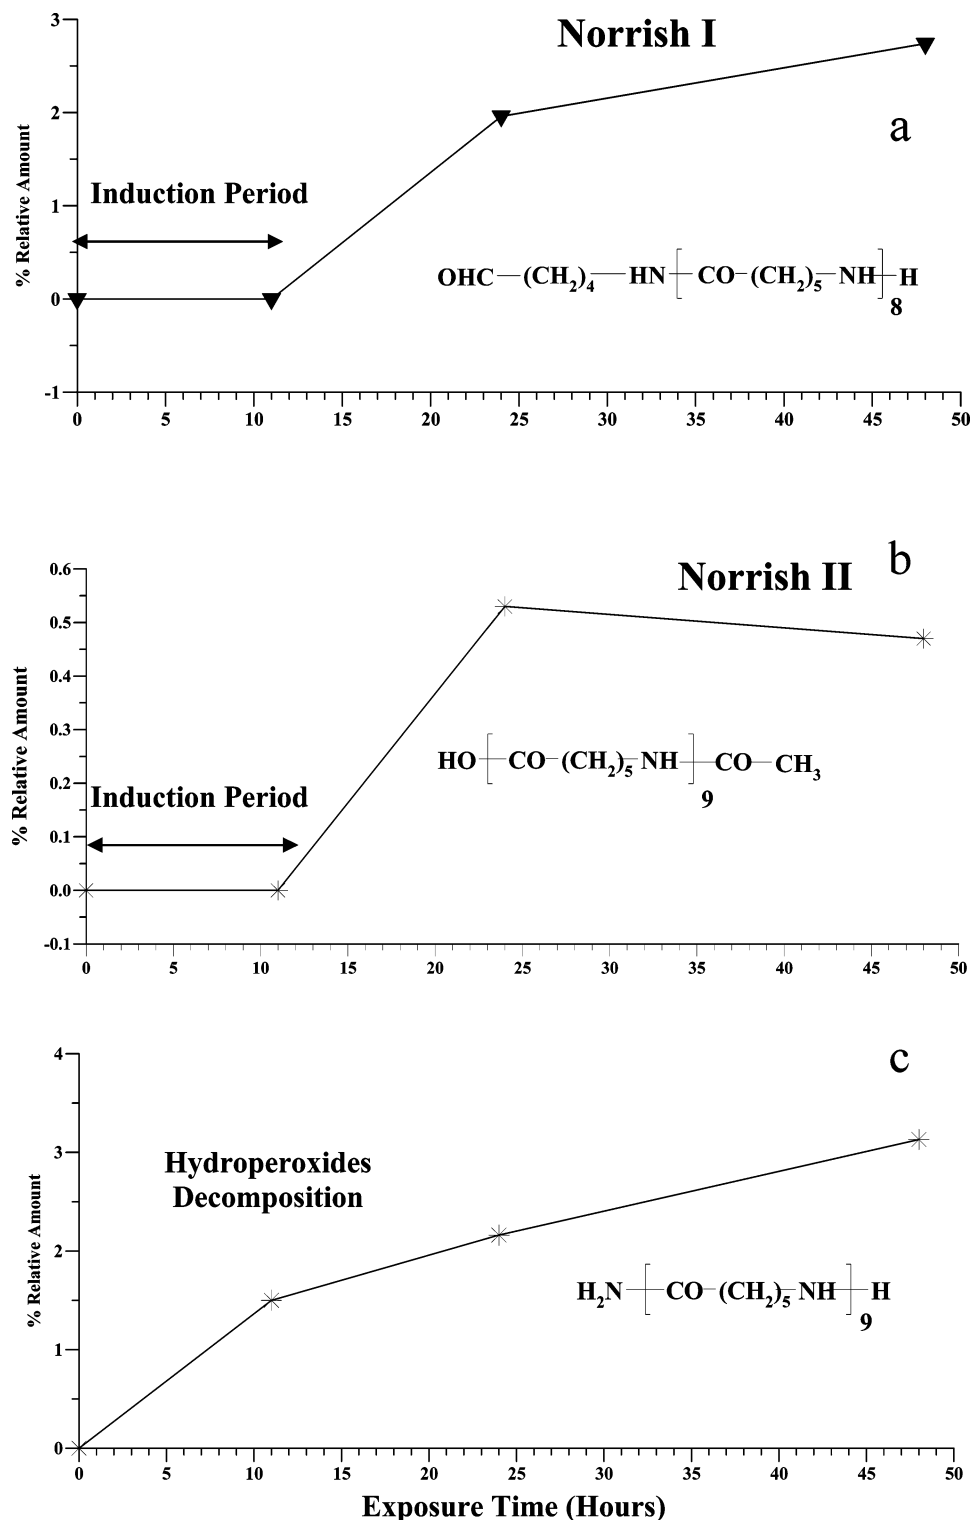 Norrish I
a
3
2
1
0
-1
% Relative Amount
Induction Period
OHC—(CH₂)₄—HN[CO-(CH₂)₅-NH]₈H
0 5 10 15 20 25 30 35 40 45 50
b
Norrish II
0.6
0.5
0.4
0.3
0.2
0.1
0.0
-0.1
% Relative Amount
Induction Period
HO[CO-(CH₂)₅-NH]₉CO-CH₃
0 5 10 15 20 25 30 35 40 45 50
c
4
3
2
1
0
% Relative Amount
Hydroperoxides
Decomposition
H₂N[CO-(CH₂)₅-NH]₉H
0 5 10 15 20 25 30 35 40 45 50
Exposure Time (Hours)